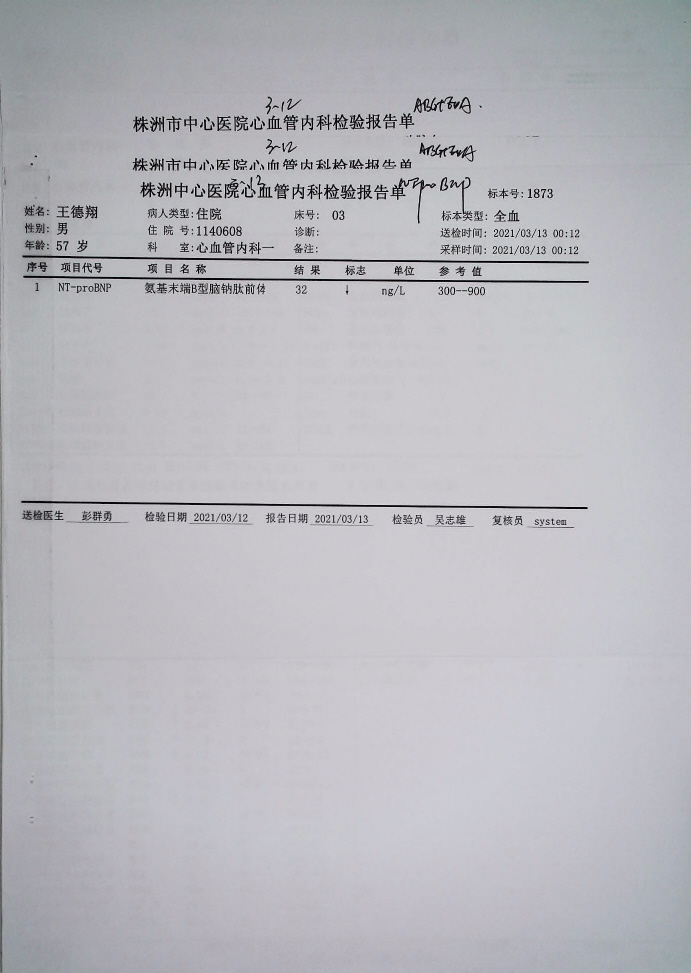 3-12 ABG+EuA.
株洲市中心医院心血管内科检验报告单
3-12
株洲市中心医院心血管内科检验报告单
NTpro BNP
株洲中心医院心血管内科检验报告单 标本号: 1873
姓名: 王德翔 病人类型: 住院 床号: 03 标本类型: 全血
性别: 男 住 院 号: 1140608 诊断: 送检时间: 2021/03/13 00:12
年龄: 57 岁 科 室: 心血管内科一 备注: 采样时间: 2021/03/13 00:12
序号 项目代号 项 目 名 称 结 果 标志 单位 参 考 值
1 NT-proBNP 氨基末端B型脑钠肽前体 32 ↓ ng/L 300--900
送检医生 彭群勇 检验日期 2021/03/12 报告日期 2021/03/13 检验员 吴志雄 复核员 system